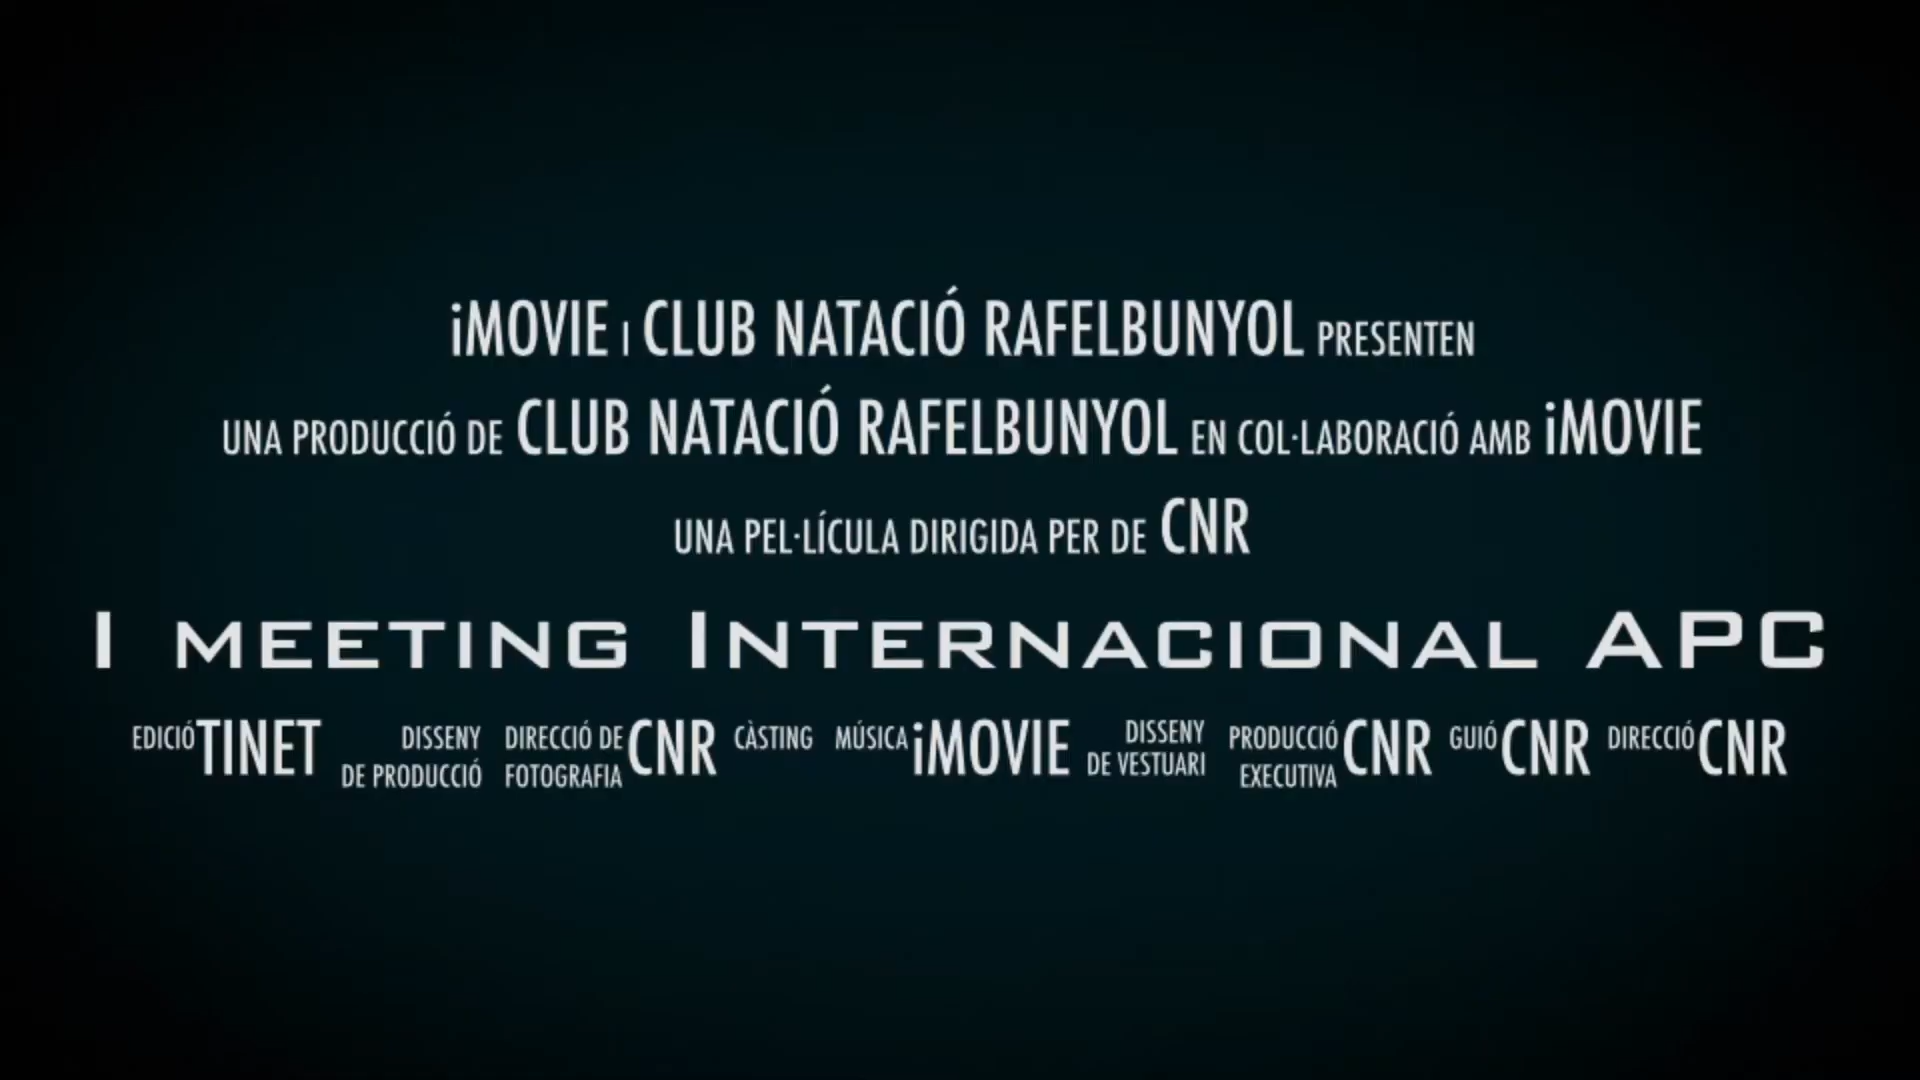 iMOVIE I CLUB NATACIÓ RAFELBUNYOL PRESENTEN
UNA PRODUCCIÓ DE CLUB NATACIÓ RAFELBUNYOL EN COL·LABORACIÓ AMB iMOVIE
UNA PEL·LÍCULA DIRIGIDA PER DE CNR
I MEETING INTERNACIONAL APC
EDICIÓ TINET DISSENY DE PRODUCCIÓ DIRECCIÓ DE FOTOGRAFIA CNR CÀSTING MÚSICA iMOVIE DISSENY DE VESTUARI PRODUCCIÓ EXECUTIVA CNR GUIÓ CNR DIRECCIÓ CNR